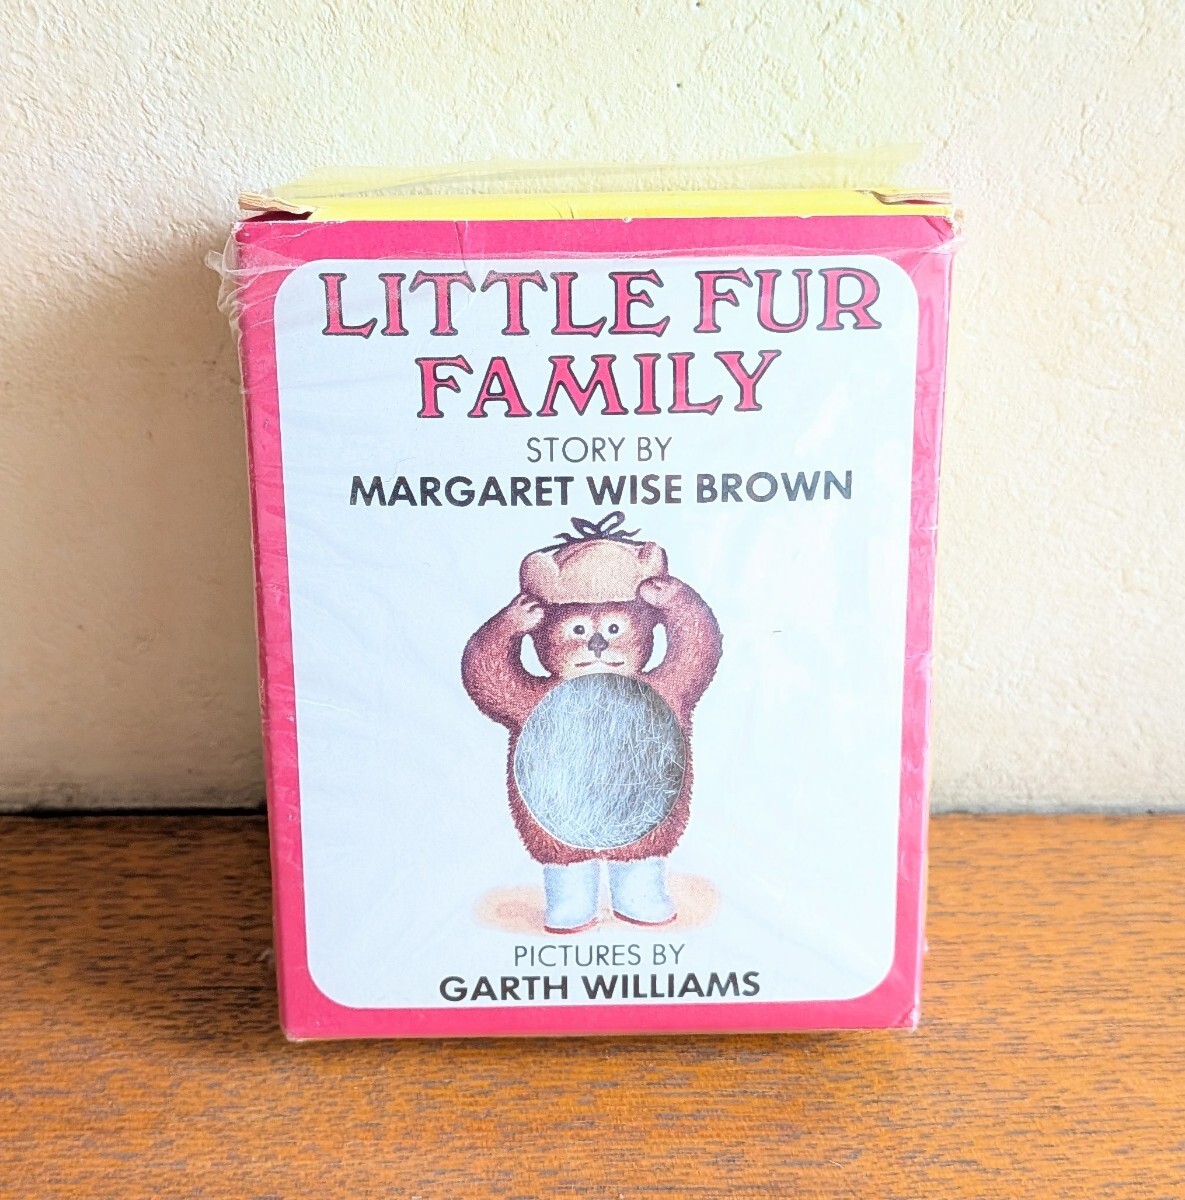 LITTLE FUR
FAMILY
STORY BY
MARGARET WISE BROWN
PICTURES BY
GARTH WILLIAMS